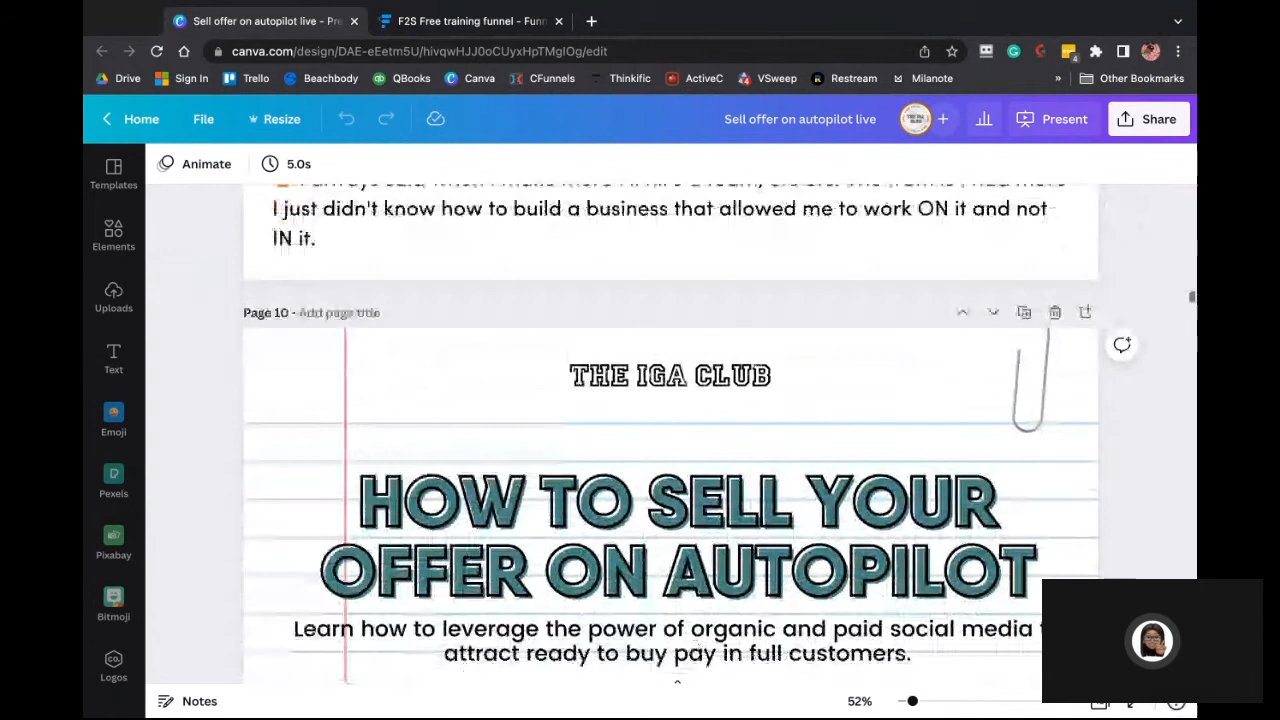 Sell offer on autopilot live - Pre
F2S Free training funnel - Funn
canva.com/design/DAE-eEetm5U/hivqwHJJ0oCUyxHpTMgIOg/edit
4
Drive
Sign In
Trello
Beachbody
QBooks
Canva
CFunnels
Thinkific
ActiveC
VSweep
Restream
Milanote
»
Other Bookmarks
Home
File
Resize
Sell offer on autopilot live
Present
Share
Animate
5.0s
Templates
Elements
Uploads
Text
Emoji
Pexels
Pixabay
Bitmoji
Logos
I just didn't know how to build a business that allowed me to work ON it and not
IN it.
Page 10 - Add page title
THE IGA CLUB
HOW TO SELL YOUR
OFFER ON AUTOPILOT
Learn how to leverage the power of organic and paid social media
attract ready to buy pay in full customers.
Notes
52%